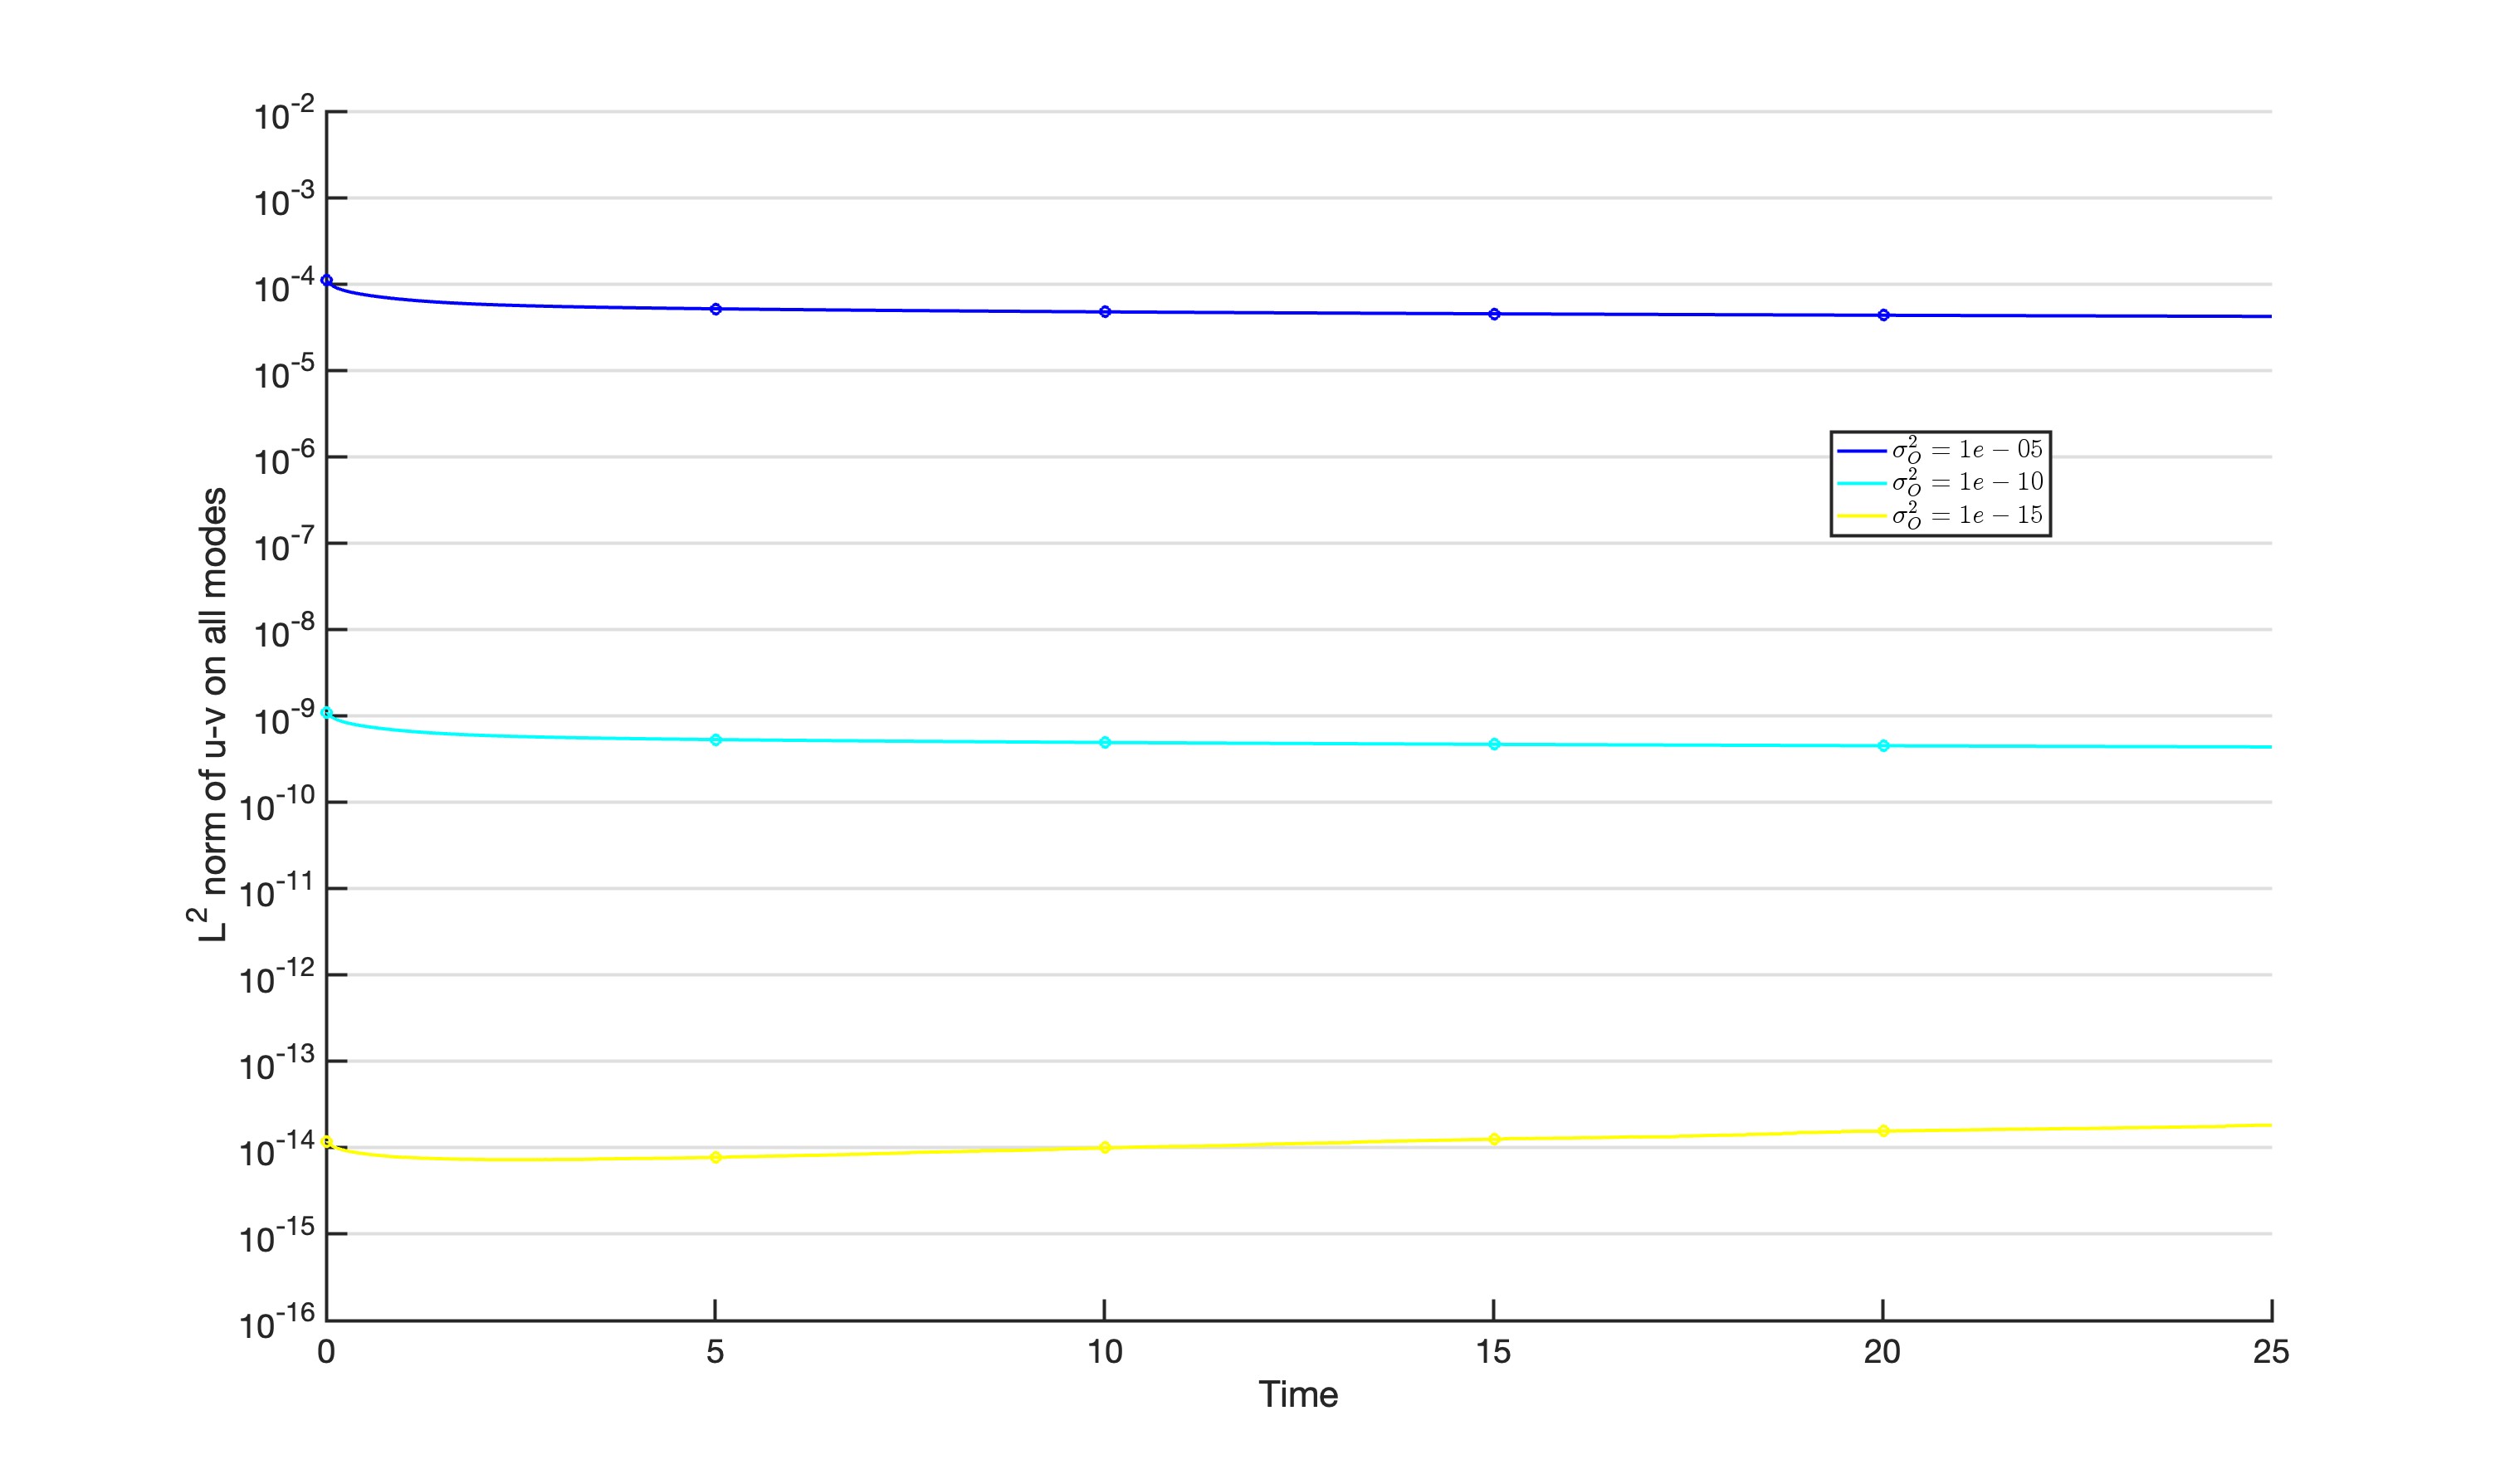 10^-2
10^-3
10^-4
10^-5
10^-6
10^-7
10^-8
10^-9
10^-10
10^-11
10^-12
10^-13
10^-14
10^-15
10^-16
L^2 norm of u-v on all modes
σ_O^2 = 1e − 05
σ_O^2 = 1e − 10
σ_O^2 = 1e − 15
0 5 10 15 20 25
Time